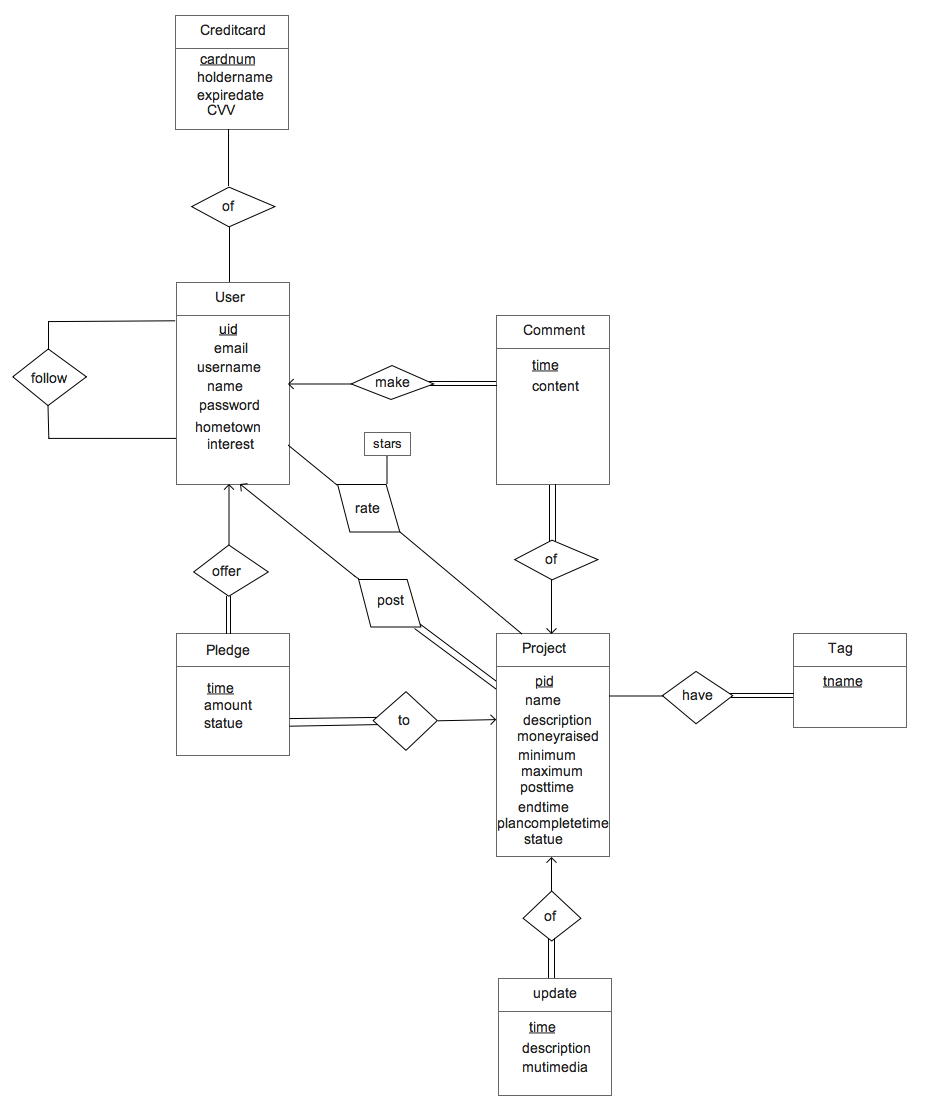 Creditcard
cardnum
holdername
expiredate
CVV
of
User
uid
email
username
name
password
hometown
interest
follow
make
Comment
time
content
stars
rate
of
offer
post
Pledge
time
amount
statue
to
Project
pid
name
description
moneyraised
minimum
maximum
posttime
endtime
plancompletetime
statue
have
Tag
tname
of
update
time
description
mutimedia